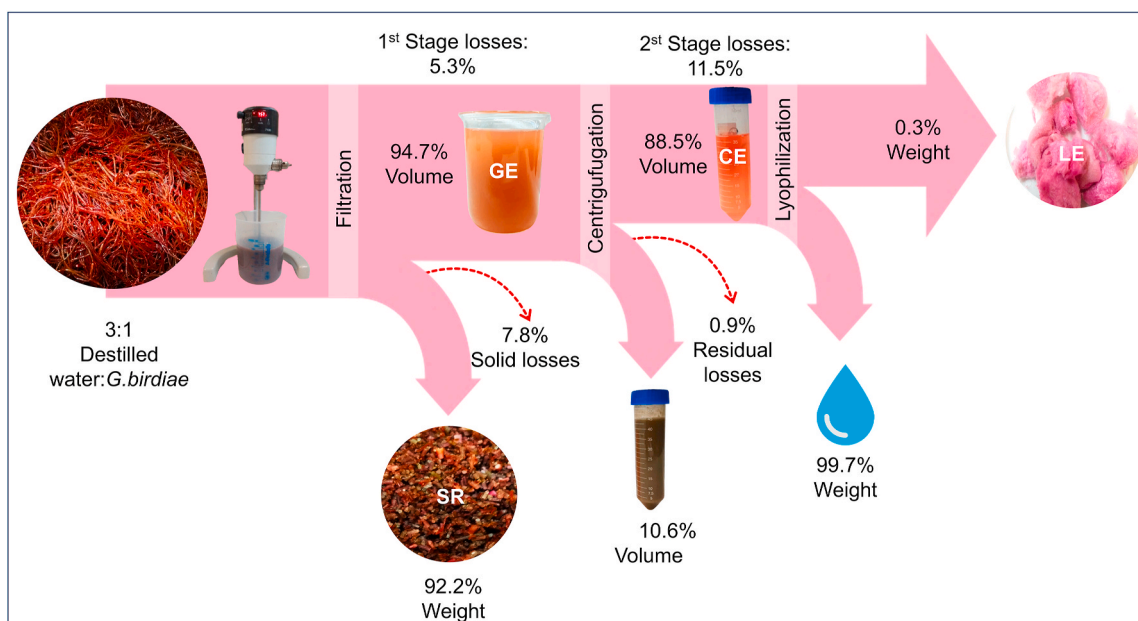 1st Stage losses:
5.3%
2st Stage losses:
11.5%
Filtration
94.7%
Volume
GE
Centrigufugation
88.5%
Volume
CE
Lyophilization
0.3%
Weight
LE
3:1
Destilled
water:G.birdiae
7.8%
Solid losses
0.9%
Residual
losses
SR
92.2%
Weight
10.6%
Volume
99.7%
Weight